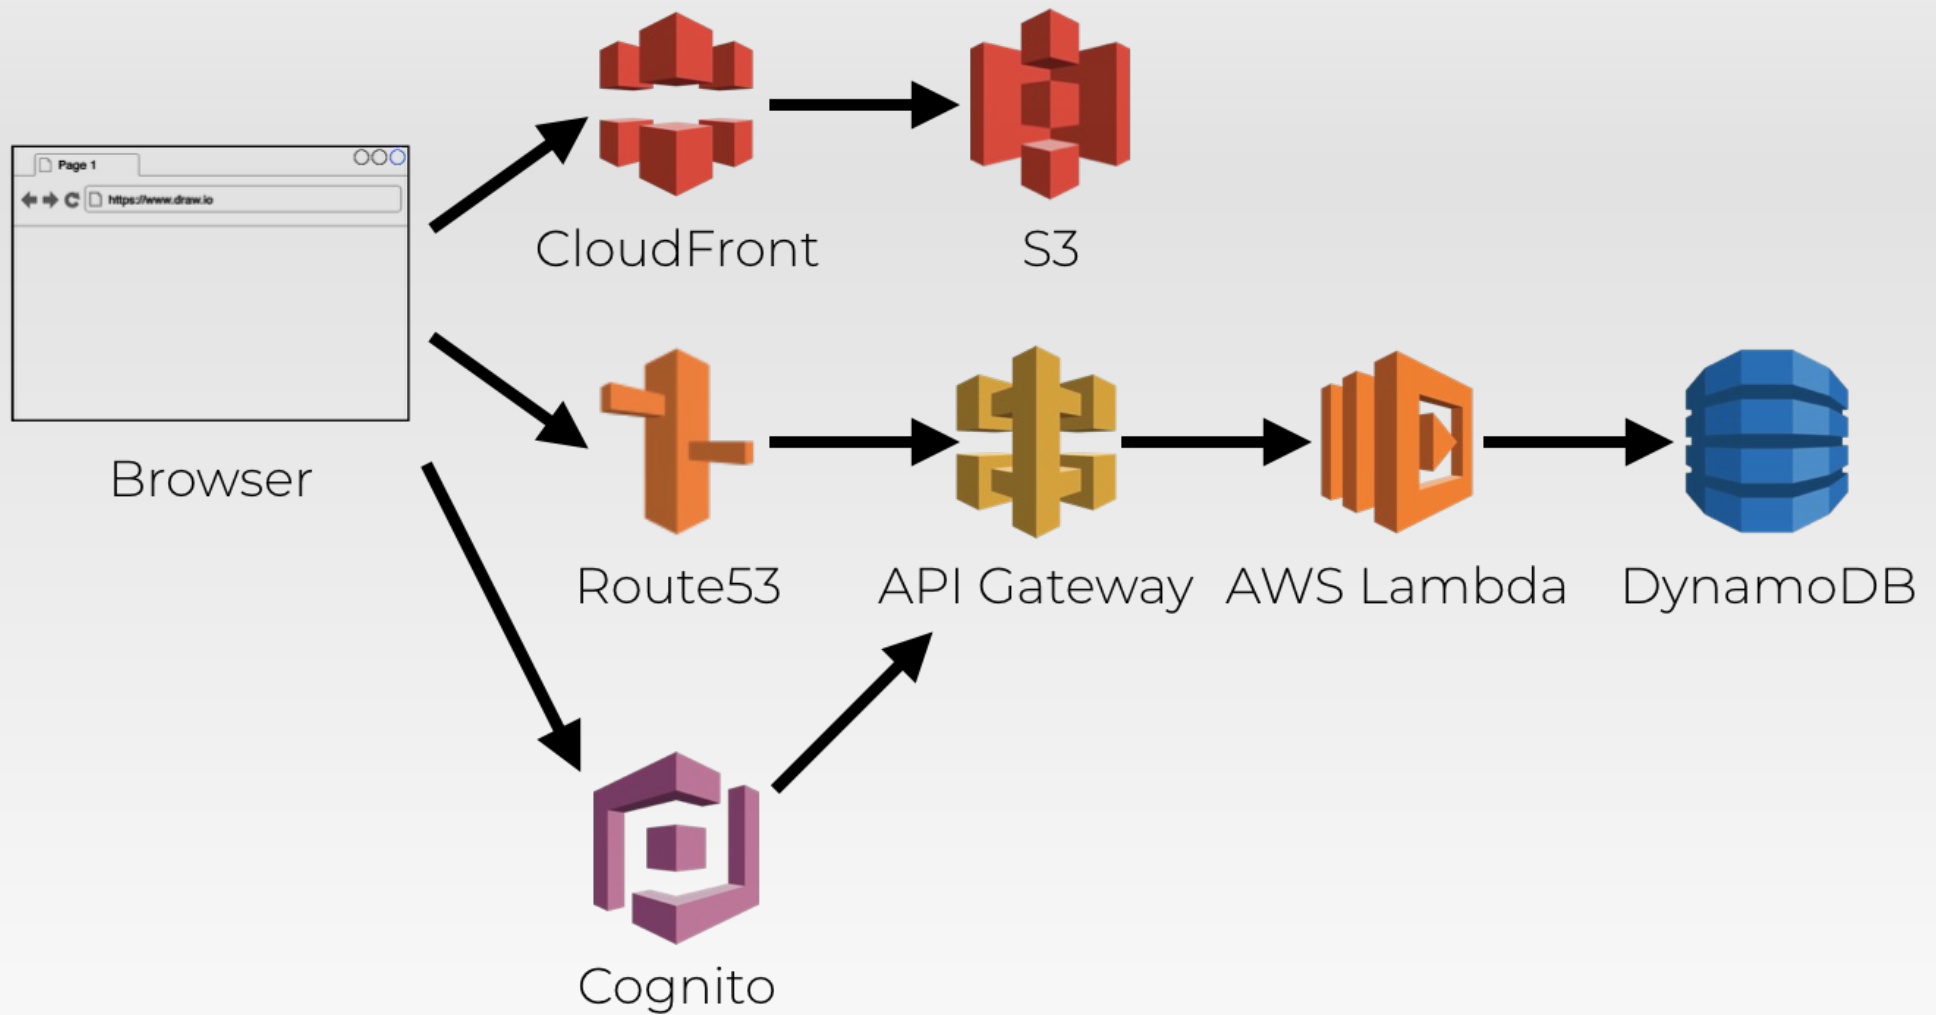 Page 1
https://www.draw.io
Browser
CloudFront
S3
Route53
API Gateway
AWS Lambda
DynamoDB
Cognito